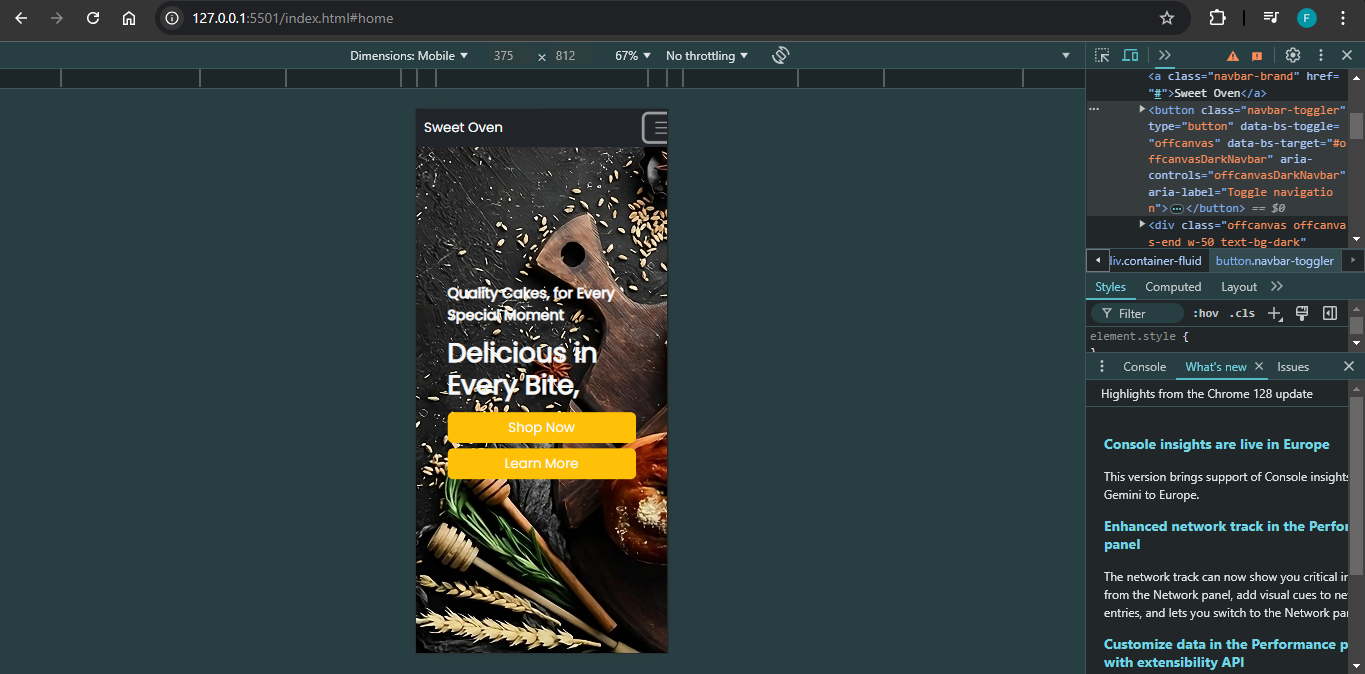 127.0.0.1:5501/index.html#home
F
Dimensions: Mobile 375 × 812 67% No throttling
Sweet Oven
Quality Cakes, for Every
Special Moment
Delicious in
Every Bite,
Shop Now
Learn More
<a class="navbar-brand" href=
"#">Sweet Oven</a>
<button class="navbar-toggler"
type="button" data-bs-toggle=
"offcanvas" data-bs-target="#o
ffcanvasDarkNavbar" aria-
controls="offcanvasDarkNavbar"
aria-label="Toggle navigatio
n">⋯</button> == $0
<div class="offcanvas offcanva
s-end w-50 text-bg-dark"
div.container-fluid button.navbar-toggler
Styles Computed Layout
Filter :hov .cls
element.style {
}
Console What's new Issues
Highlights from the Chrome 128 update
Console insights are live in Europe
This version brings support of Console insights
Gemini to Europe.
Enhanced network track in the Perfor
panel
The network track can now show you critical in
from the Network panel, add visual cues to ne
entries, and lets you switch to the Network pa
Customize data in the Performance p
with extensibility API